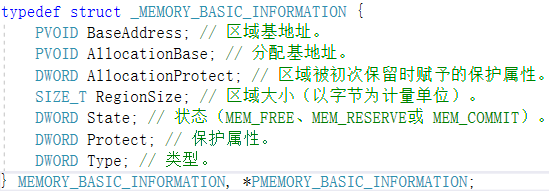 typedef struct _MEMORY_BASIC_INFORMATION {
PVOID BaseAddress; // 区域基地址。
PVOID AllocationBase; // 分配基地址。
DWORD AllocationProtect; // 区域被初次保留时赋予的保护属性。
SIZE_T RegionSize; // 区域大小（以字节为计量单位）。
DWORD State; // 状态（MEM_FREE、MEM_RESERVE或 MEM_COMMIT）。
DWORD Protect; // 保护属性。
DWORD Type; // 类型。
} MEMORY_BASIC_INFORMATION, *PMEMORY_BASIC_INFORMATION;